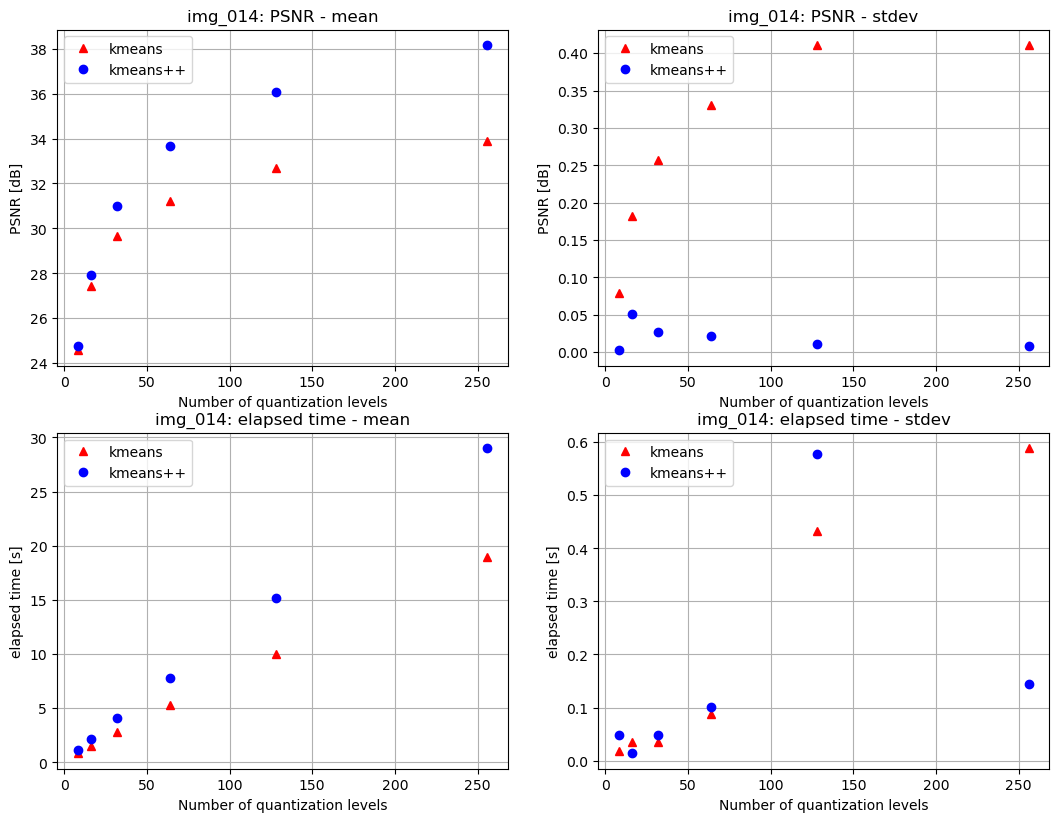 img_014: PSNR - mean
kmeans
kmeans++
PSNR [dB]
38
36
34
32
30
28
26
24
0 50 100 150 200 250
Number of quantization levels
img_014: PSNR - stdev
kmeans
kmeans++
PSNR [dB]
0.40
0.35
0.30
0.25
0.20
0.15
0.10
0.05
0.00
0 50 100 150 200 250
Number of quantization levels
img_014: elapsed time - mean
kmeans
kmeans++
elapsed time [s]
30
25
20
15
10
5
0
0 50 100 150 200 250
Number of quantization levels
img_014: elapsed time - stdev
kmeans
kmeans++
elapsed time [s]
0.6
0.5
0.4
0.3
0.2
0.1
0.0
0 50 100 150 200 250
Number of quantization levels